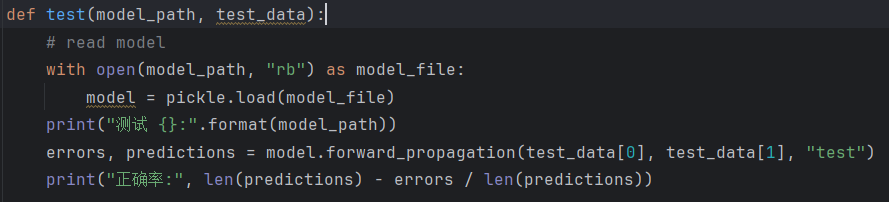 def test(model_path, test_data):
    # read model
    with open(model_path, "rb") as model_file:
        model = pickle.load(model_file)
    print("测试 {}:".format(model_path))
    errors, predictions = model.forward_propagation(test_data[0], test_data[1], "test")
    print("正确率:", len(predictions) - errors / len(predictions))